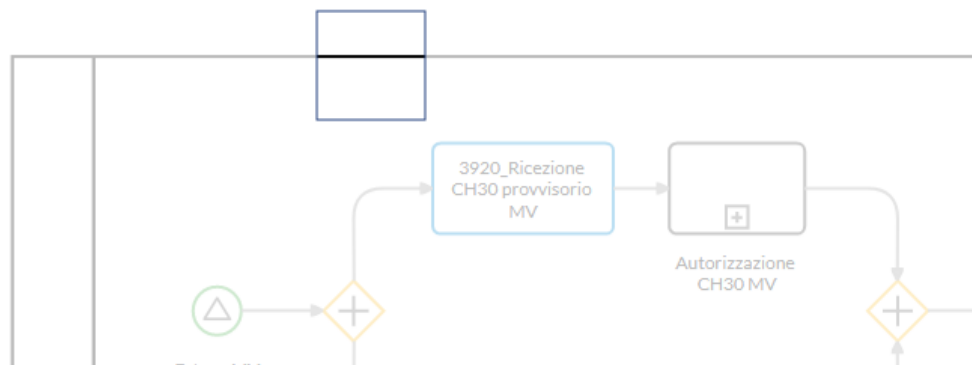 3920_Ricezione
CH30 provvisorio
MV
Autorizzazione
CH30 MV